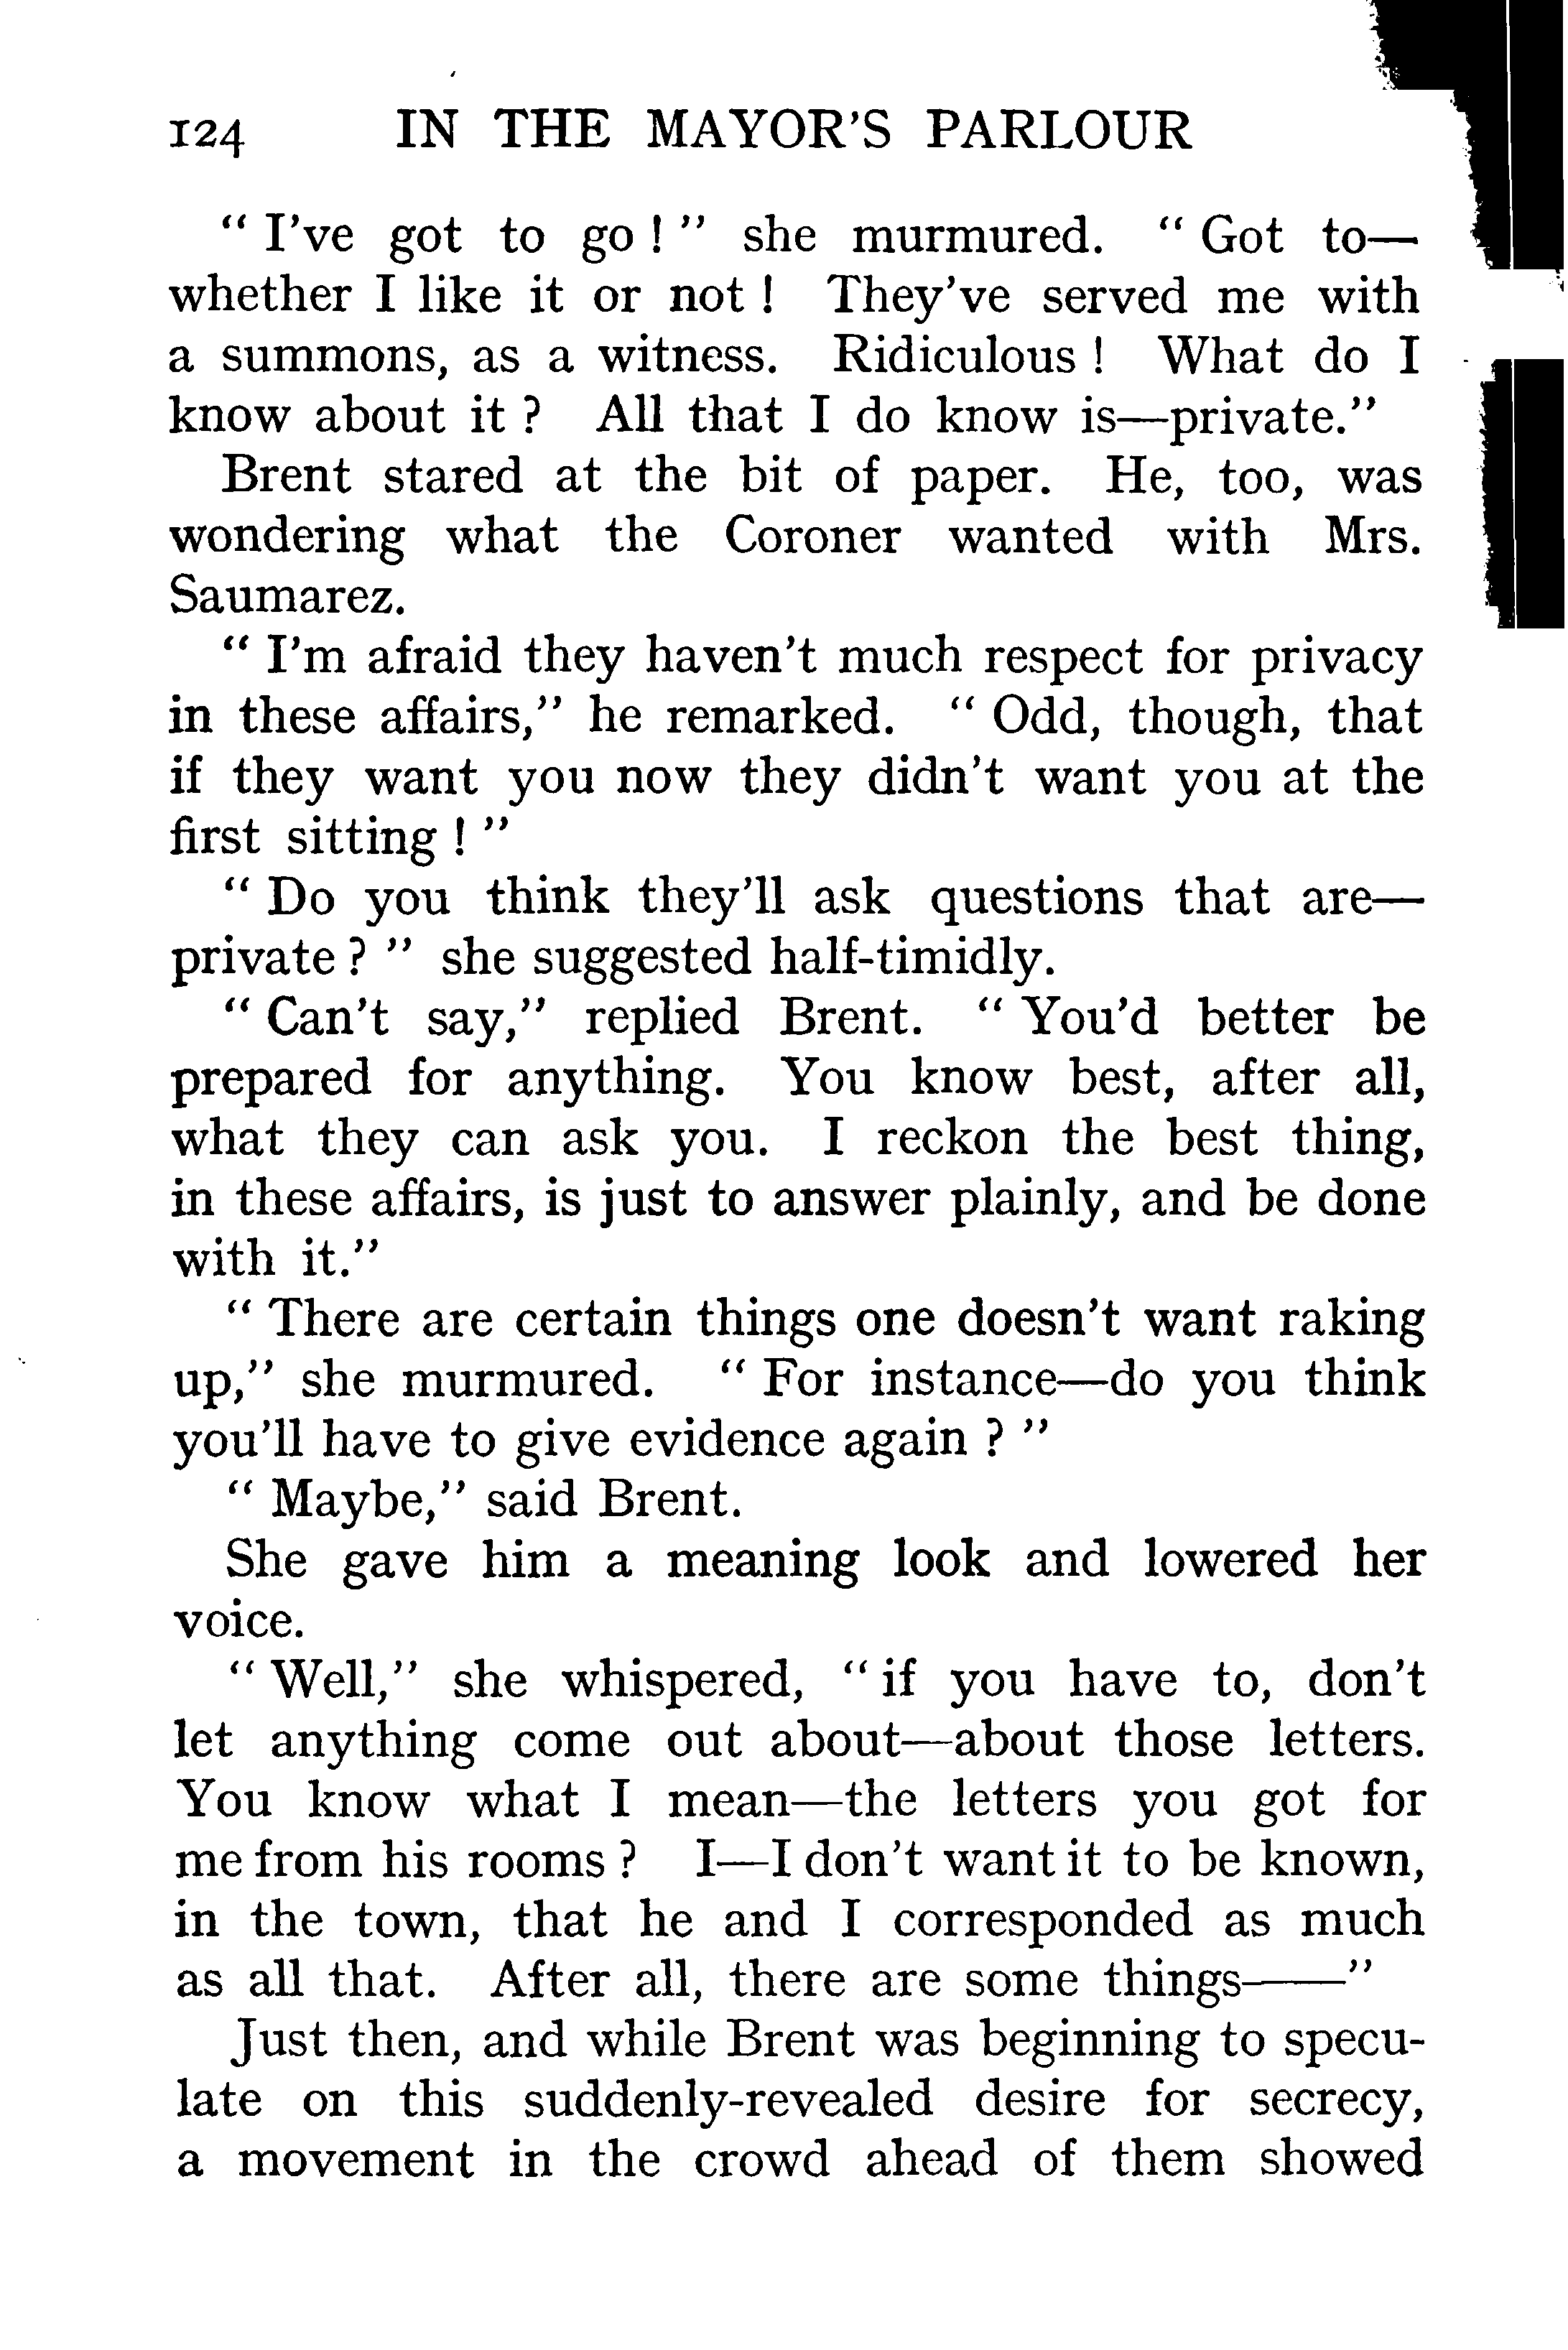 124 IN THE MAYOR'S PARLOUR
" I've got to go ! " she murmured. " Got to—
whether I like it or not ! They've served me with
a summons, as a witness. Ridiculous ! What do I
know about it ? All that I do know is—private."
Brent stared at the bit of paper. He, too, was
wondering what the Coroner wanted with Mrs.
Saumarez.
" I'm afraid they haven't much respect for privacy
in these affairs," he remarked. " Odd, though, that
if they want you now they didn't want you at the
first sitting ! "
" Do you think they'll ask questions that are—
private ? " she suggested half-timidly.
" Can't say," replied Brent. " You'd better be
prepared for anything. You know best, after all,
what they can ask you. I reckon the best thing,
in these affairs, is just to answer plainly, and be done
with it."
" There are certain things one doesn't want raking
up," she murmured. " For instance—do you think
you'll have to give evidence again ? "
" Maybe," said Brent.
She gave him a meaning look and lowered her
voice.
" Well," she whispered, " if you have to, don't
let anything come out about—about those letters.
You know what I mean—the letters you got for
me from his rooms ? I—I don't want it to be known,
in the town, that he and I corresponded as much
as all that. After all, there are some things——"
Just then, and while Brent was beginning to specu-
late on this suddenly-revealed desire for secrecy,
a movement in the crowd ahead of them showed